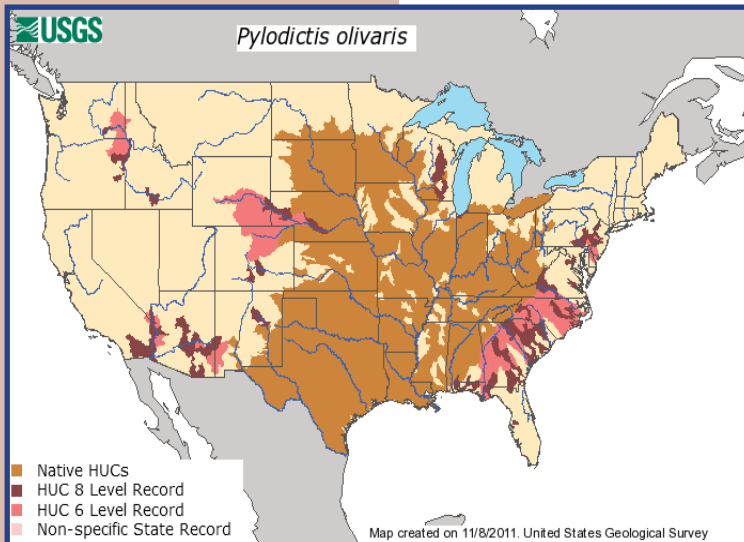 USGS
Pylodictis olivaris
Native HUCs
HUC 8 Level Record
HUC 6 Level Record
Non-specific State Record
Map created on 11/8/2011. United States Geological Survey